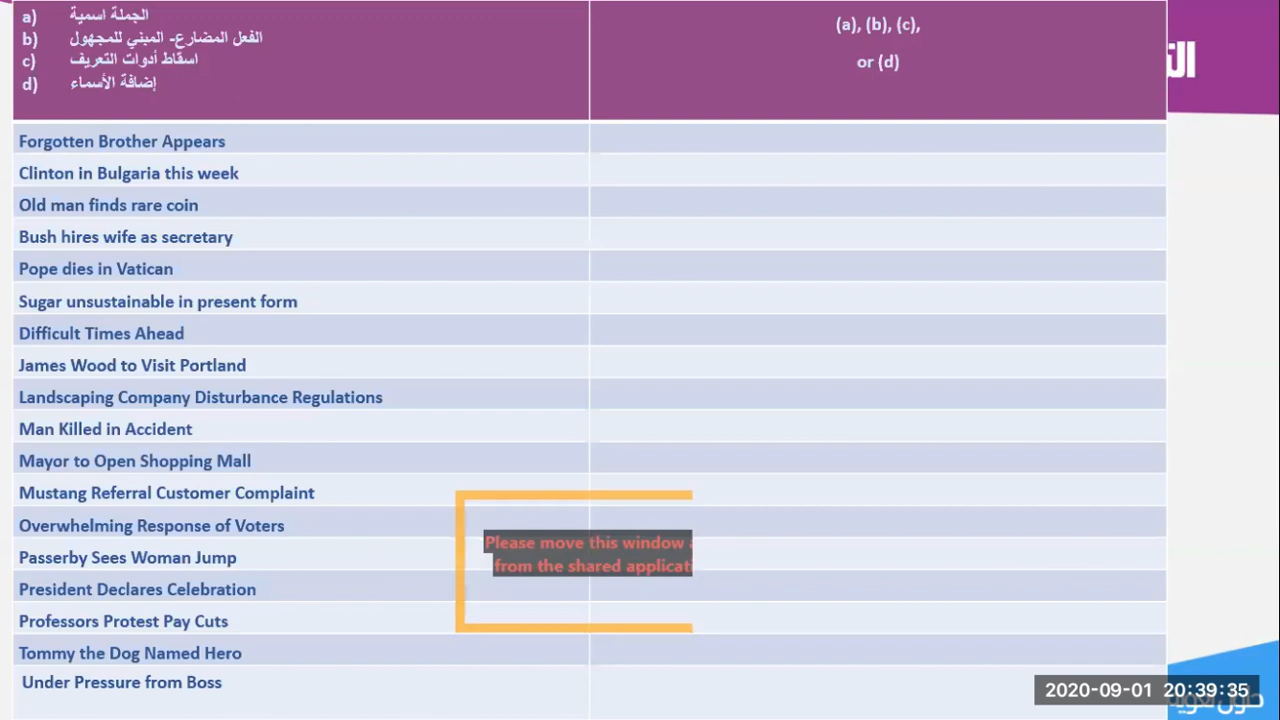 a) الجملة اسمية
b) الفعل المضارع- المبني للمجهول
c) اسقاط أدوات التعريف
d) إضافة الأسماء
(a), (b), (c),
or (d)
Forgotten Brother Appears
Clinton in Bulgaria this week
Old man finds rare coin
Bush hires wife as secretary
Pope dies in Vatican
Sugar unsustainable in present form
Difficult Times Ahead
James Wood to Visit Portland
Landscaping Company Disturbance Regulations
Man Killed in Accident
Mayor to Open Shopping Mall
Mustang Referral Customer Complaint
Overwhelming Response of Voters
Please move this window
Passerby Sees Woman Jump
from the shared applicati
President Declares Celebration
Professors Protest Pay Cuts
Tommy the Dog Named Hero
Under Pressure from Boss
2020-09-01 20:39:35